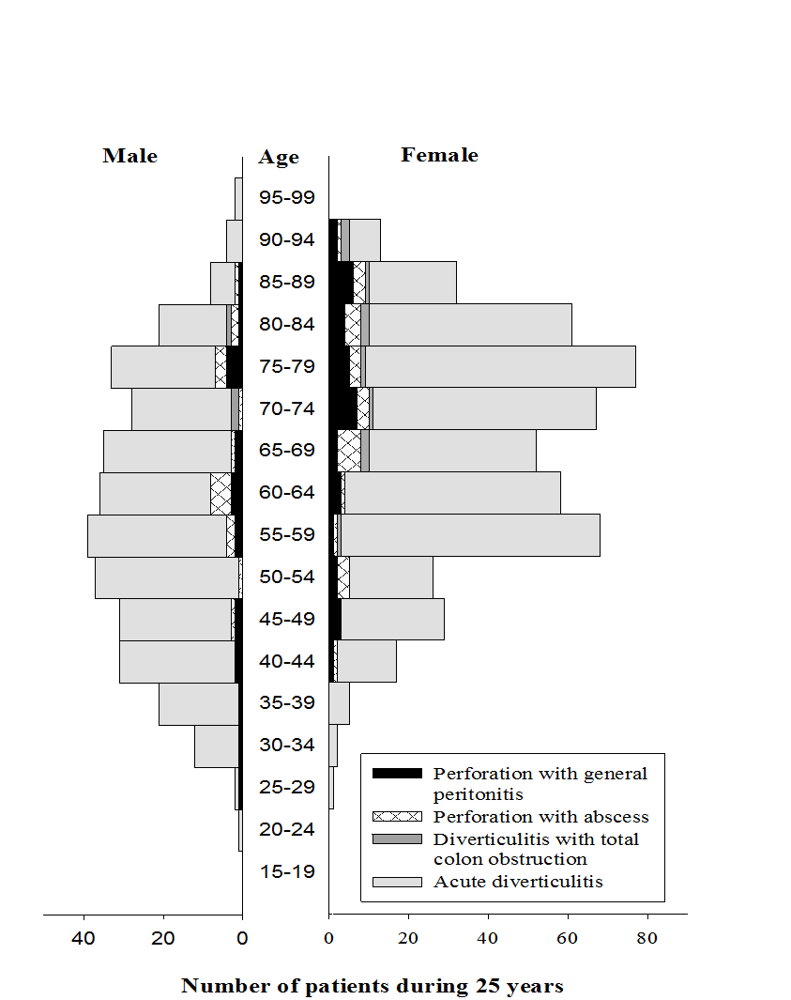 Male Age Female
95-99
90-94
85-89
80-84
75-79
70-74
65-69
60-64
55-59
50-54
45-49
40-44
35-39
30-34
25-29
20-24
15-19
Perforation with general
peritonitis
Perforation with abscess
Diverticulitis with total
colon obstruction
Acute diverticulitis
40 20 0 0 20 40 60 80
Number of patients during 25 years